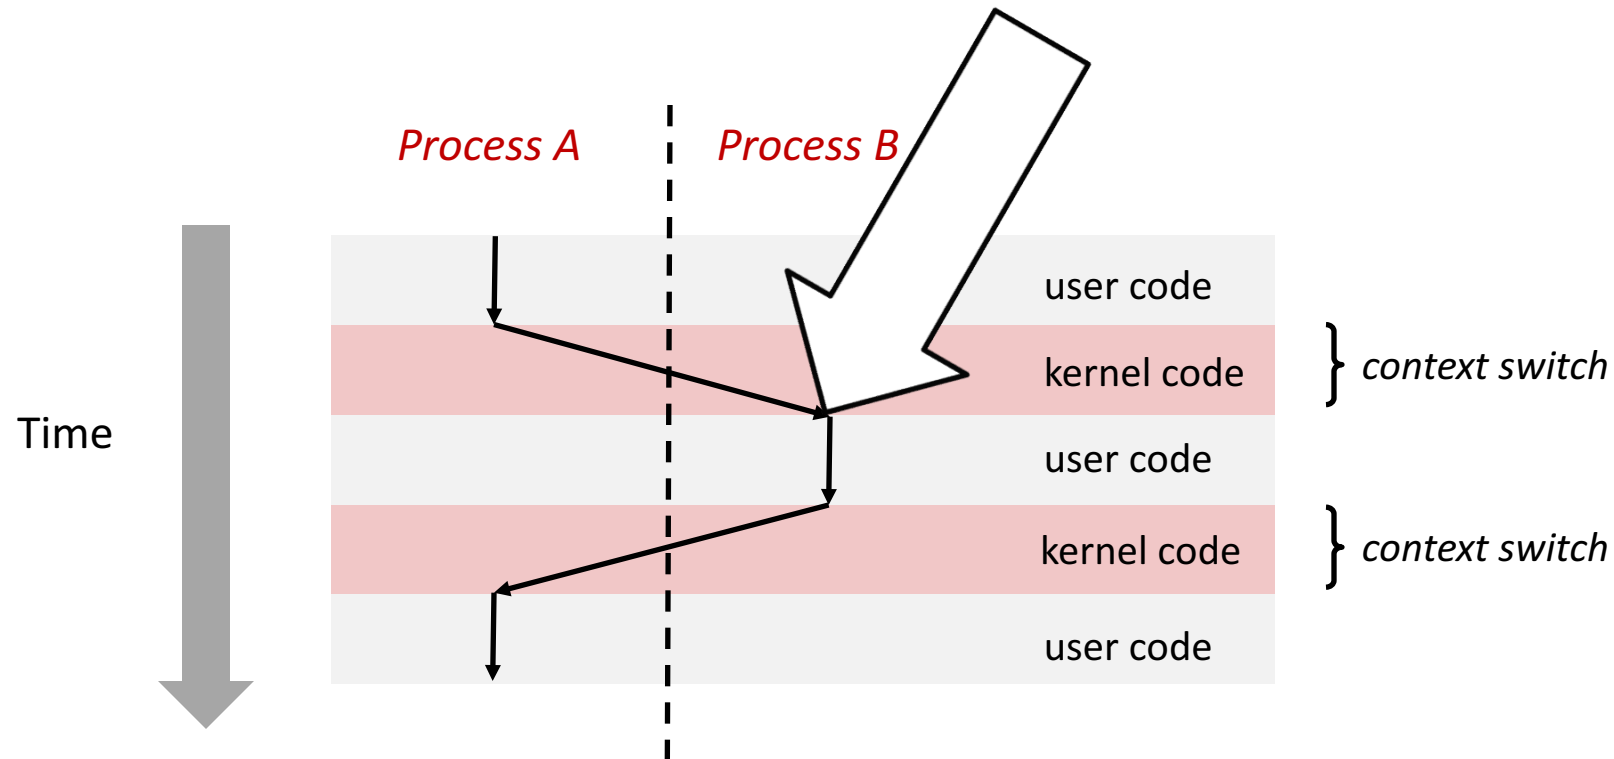 Process A
Process B
user code
kernel code
context switch
Time
user code
kernel code
context switch
user code